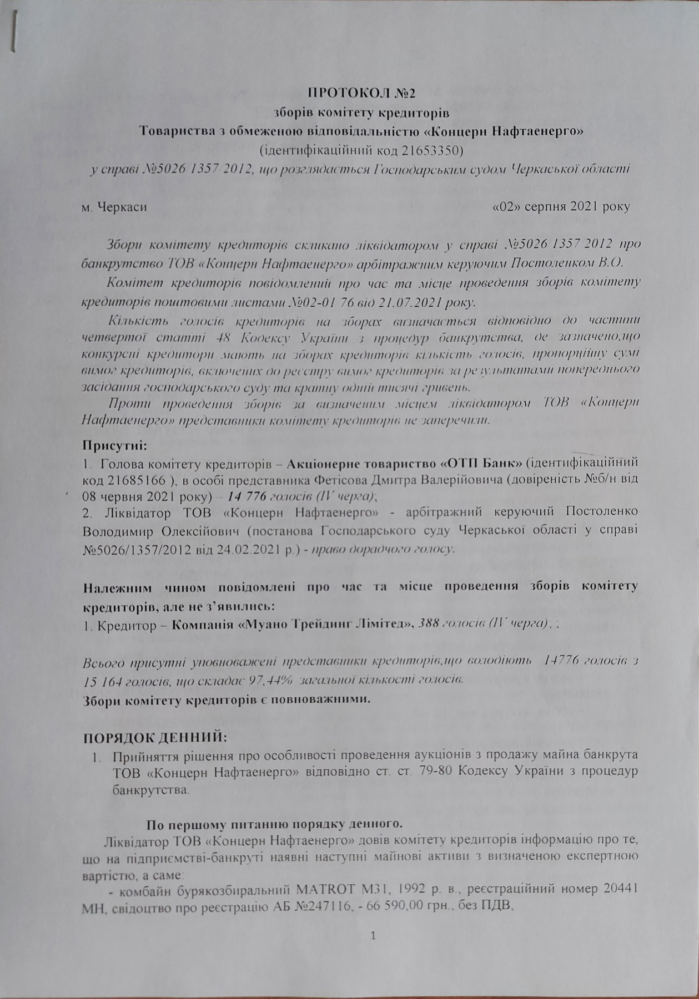 ПРОТОКОЛ №2
зборів комітету кредиторів
Товариства з обмеженою відповідальністю «Концерн Нафтаенерго»
(ідентифікаційний код 21653350)
у справі №5026/1357/2012, що розглядається Господарським судом Черкаської області
м. Черкаси «02» серпня 2021 року
Збори комітету кредиторів скликано ліквідатором у справі №5026/1357/2012 про
банкрутство ТОВ «Концерн Нафтаенерго» арбітражним керуючим Постоленком В.О.
Комітет кредиторів повідомлений про час та місце проведення зборів комітету
кредиторів поштовими листами №02-01/76 від 21.07.2021 року.
Кількість голосів кредиторів на зборах визначається відповідно до частини
четвертої статті 48 Кодексу України з процедур банкрутства, де зазначено,що
конкурсні кредитори мають на зборах кредиторів кількість голосів, пропорційну сумі
вимог кредиторів, включених до реєстру вимог кредиторів за результатами попереднього
засідання господарського суду та кратну одній тисячі гривень.
Проти проведення зборів за визначеним місцем ліквідатором ТОВ «Концерн
Нафтаенерго» представники комітету кредиторів не заперечили.
Присутні:
1. Голова комітету кредиторів – Акціонерне товариство «ОТП Банк» (ідентифікаційний
код 21685166 ), в особі представника Фетісова Дмитра Валерійовича (довіреність №б/н від
08 червня 2021 року) – 14 776 голосів (IV черга);
2. Ліквідатор ТОВ «Концерн Нафтаенерго» - арбітражний керуючий Постоленко
Володимир Олексійович (постанова Господарського суду Черкаської області у справі
№5026/1357/2012 від 24.02.2021 р.) - право дорадчого голосу.
Належним чином повідомлені про час та місце проведення зборів комітету
кредиторів, але не з’явились:
1. Кредитор – Компанія «Муано Трейдинг Лімітед», 388 голосів (IV черга); ;
Всього присутні уповноважені представники кредиторів,що володіють 14776 голосів з
15 164 голосів, що складає 97,44% загальної кількості голосів.
Збори комітету кредиторів є повноважними.
ПОРЯДОК ДЕННИЙ:
1. Прийняття рішення про особливості проведення аукціонів з продажу майна банкрута
ТОВ «Концерн Нафтаенерго» відповідно ст. ст. 79-80 Кодексу України з процедур
банкрутства.
По першому питанню порядку денного.
Ліквідатор ТОВ «Концерн Нафтаенерго» довів комітету кредиторів інформацію про те,
що на підприємстві-банкруті наявні наступні майнові активи з визначеною експертною
вартістю, а саме:
- комбайн бурякозбиральний MATROT M31, 1992 р. в., реєстраційний номер 20441
МН, свідоцтво про реєстрацію АБ №247116, - 66 590,00 грн., без ПДВ,
1